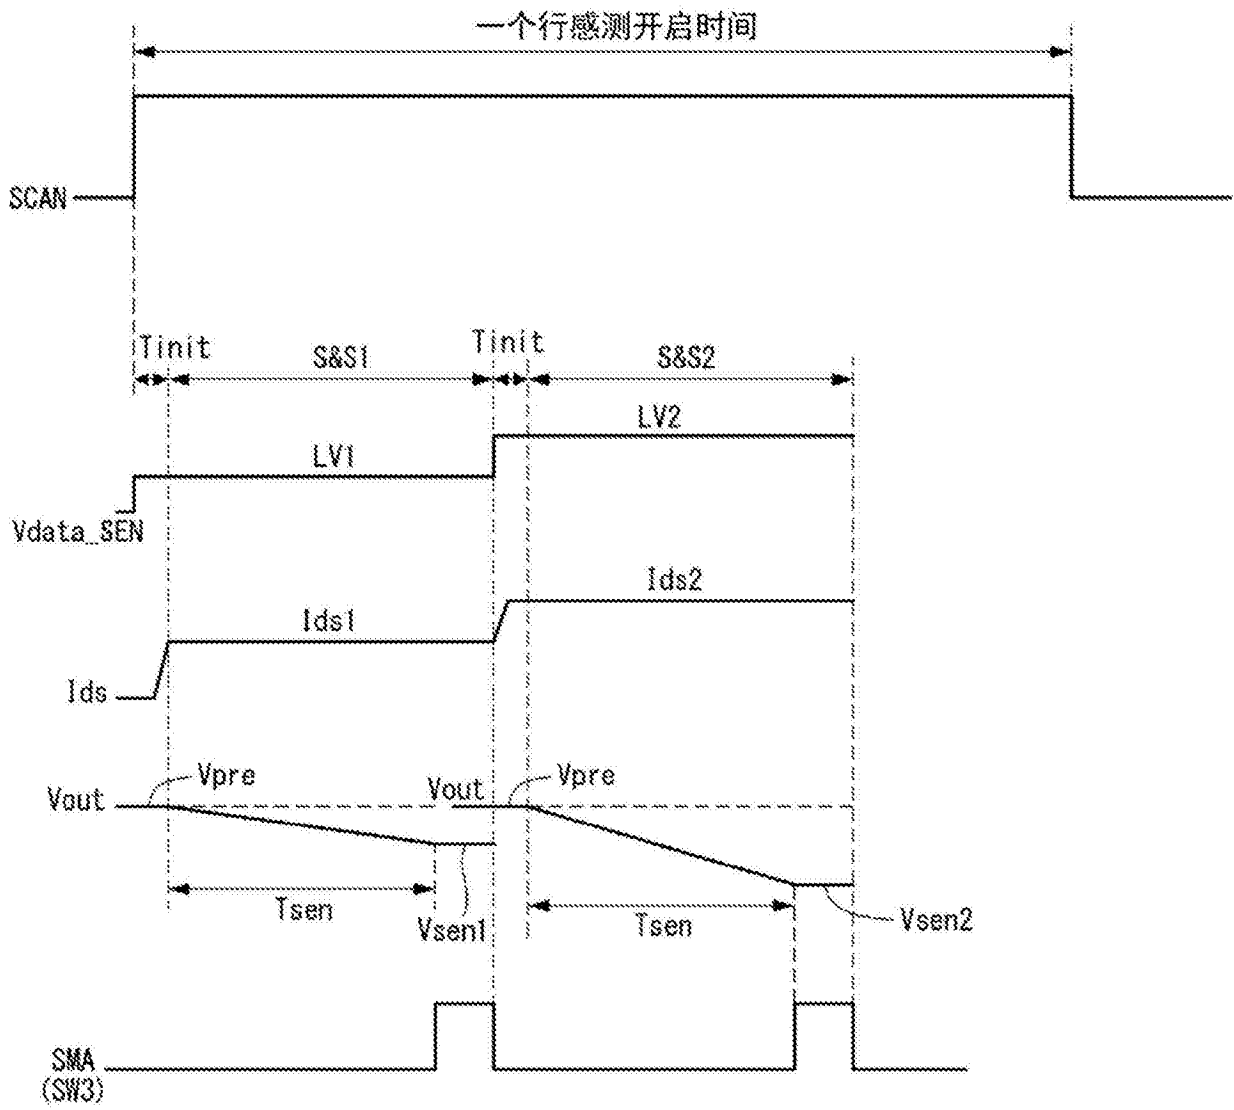 一个行感测开启时间
SCAN
Tinit
S&S1
Tinit
S&S2
LV1
LV2
Vdata_SEN
Ids1
Ids2
Ids
Vout
Vpre
Vout
Vpre
Tsen
Vsen1
Tsen
Vsen2
SMA
(SW3)